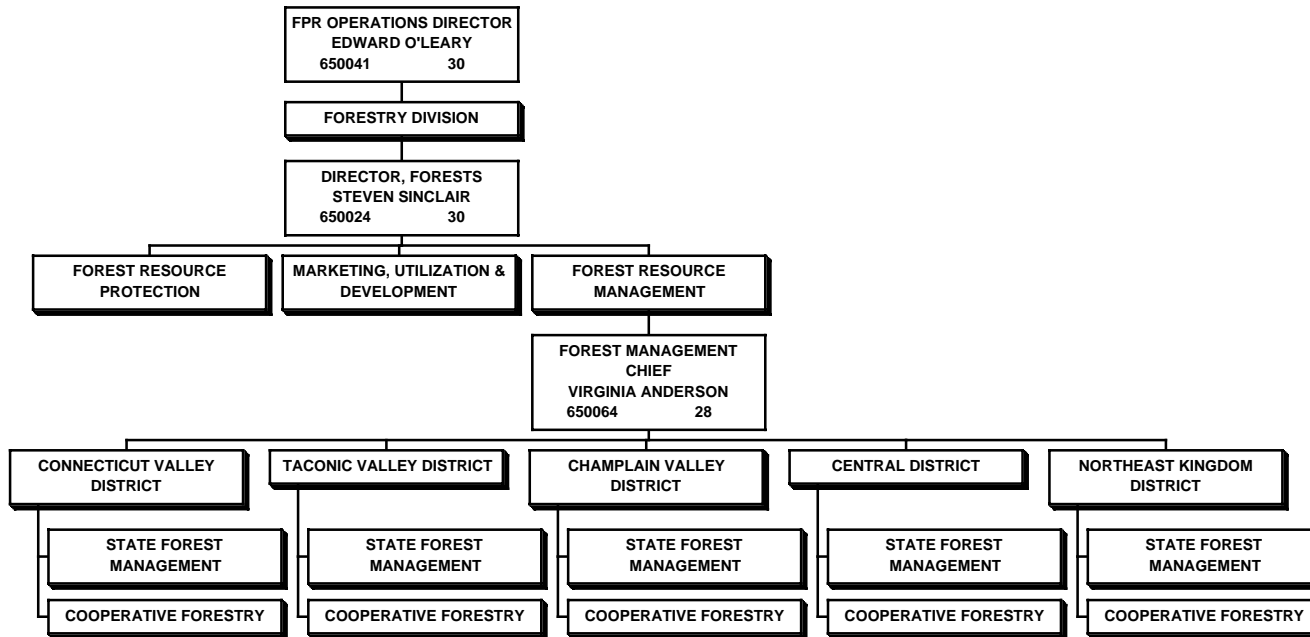 FPR OPERATIONS DIRECTOR
EDWARD O'LEARY
650041 30
FORESTRY DIVISION
DIRECTOR, FORESTS
STEVEN SINCLAIR
650024 30
FOREST RESOURCE
PROTECTION
MARKETING, UTILIZATION &
DEVELOPMENT
FOREST RESOURCE
MANAGEMENT
FOREST MANAGEMENT
CHIEF
VIRGINIA ANDERSON
650064 28
CONNECTICUT VALLEY
DISTRICT
STATE FOREST
MANAGEMENT
COOPERATIVE FORESTRY
TACONIC VALLEY DISTRICT
STATE FOREST
MANAGEMENT
COOPERATIVE FORESTRY
CHAMPLAIN VALLEY
DISTRICT
STATE FOREST
MANAGEMENT
COOPERATIVE FORESTRY
CENTRAL DISTRICT
STATE FOREST
MANAGEMENT
COOPERATIVE FORESTRY
NORTHEAST KINGDOM
DISTRICT
STATE FOREST
MANAGEMENT
COOPERATIVE FORESTRY